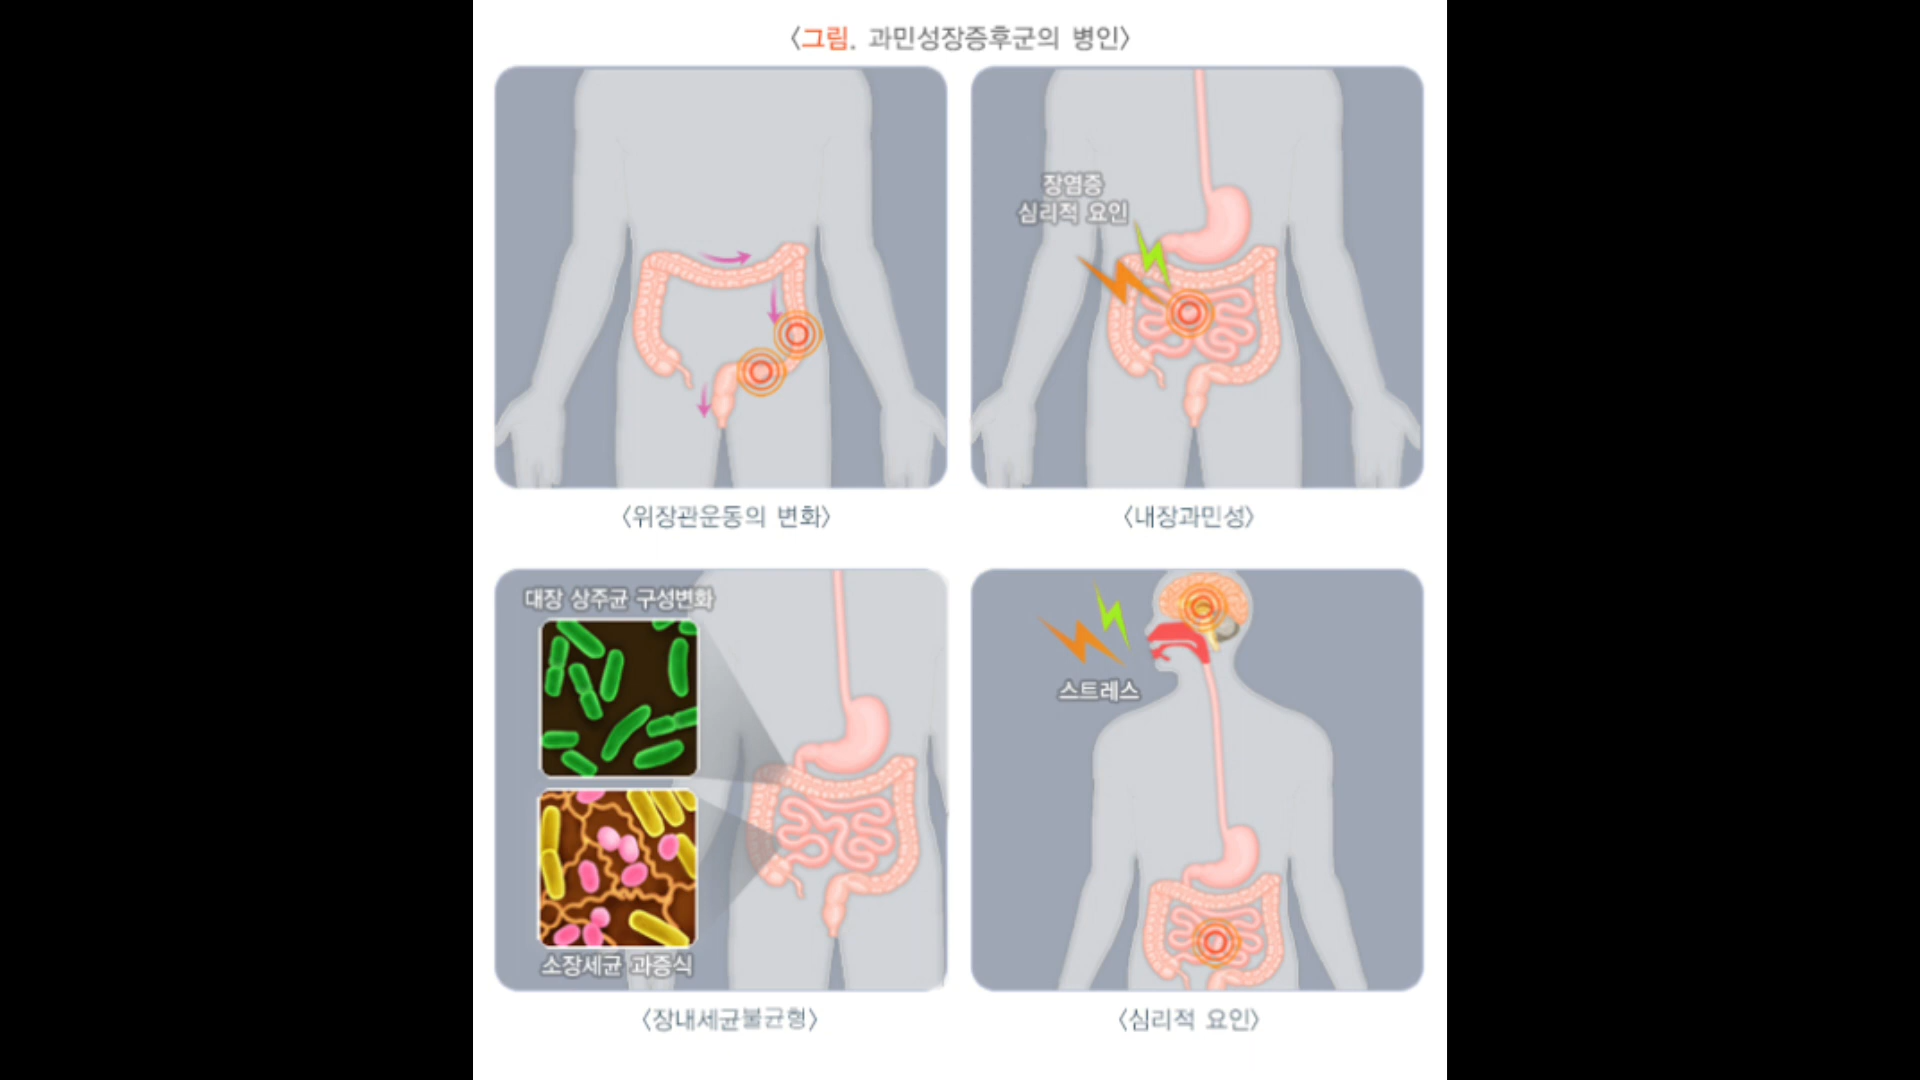 <그림. 과민성장증후군의 병인>
장염증
심리적 요인
<위장관운동의 변화>
<내장과민성>
대장 상주균 구성변화
소장세균 과증식
스트레스
<장내세균불균형>
<심리적 요인>